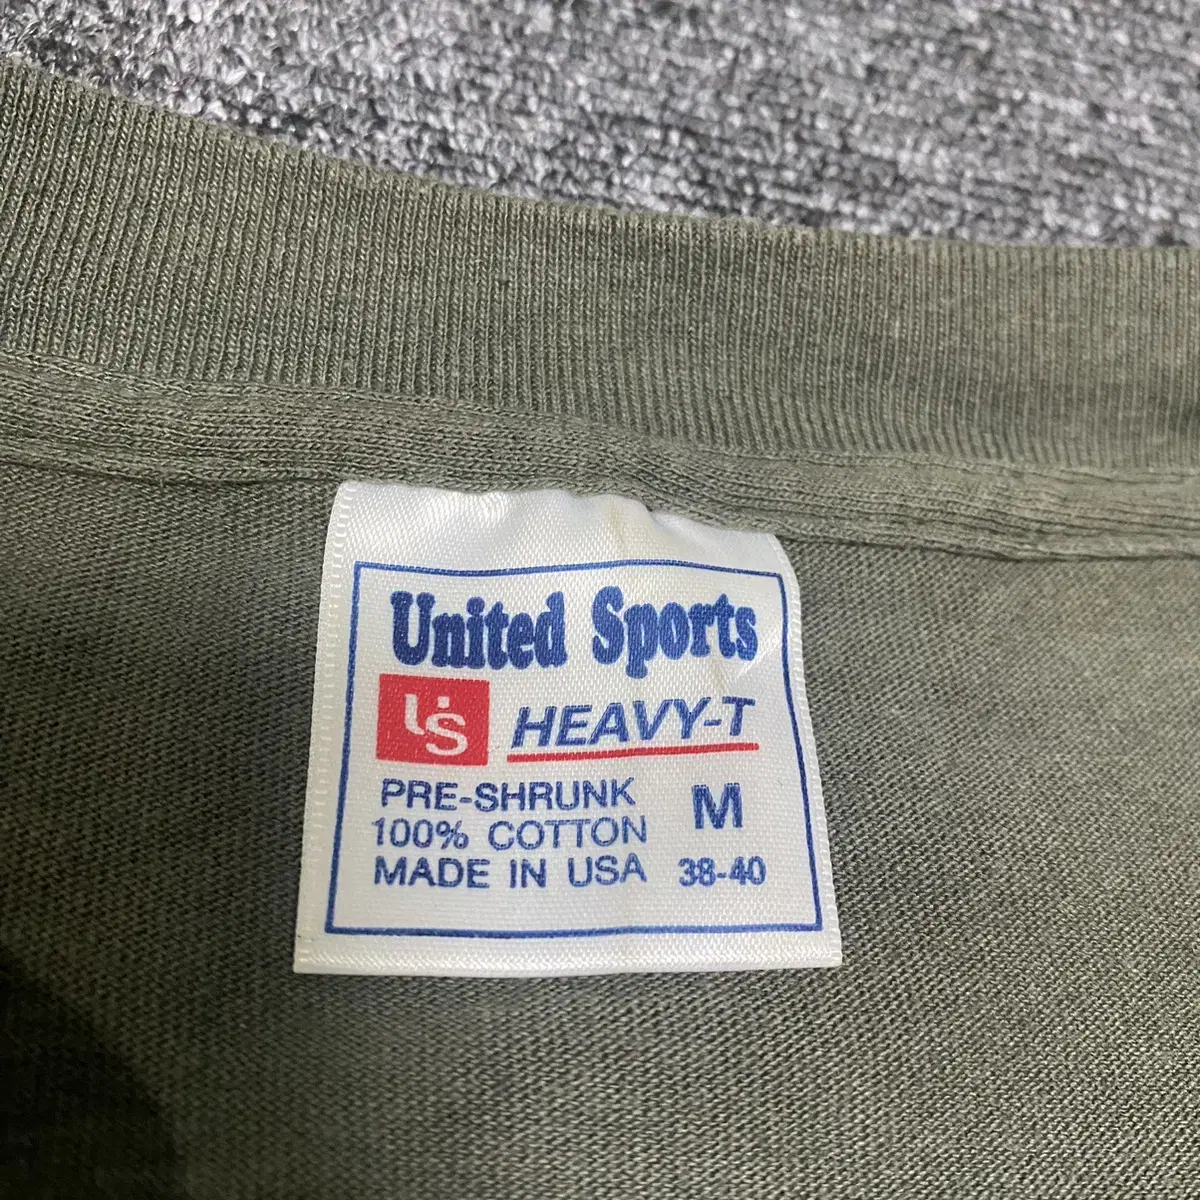 United Sports
US HEAVY-T
PRE-SHRUNK M
100% COTTON
MADE IN USA 38-40